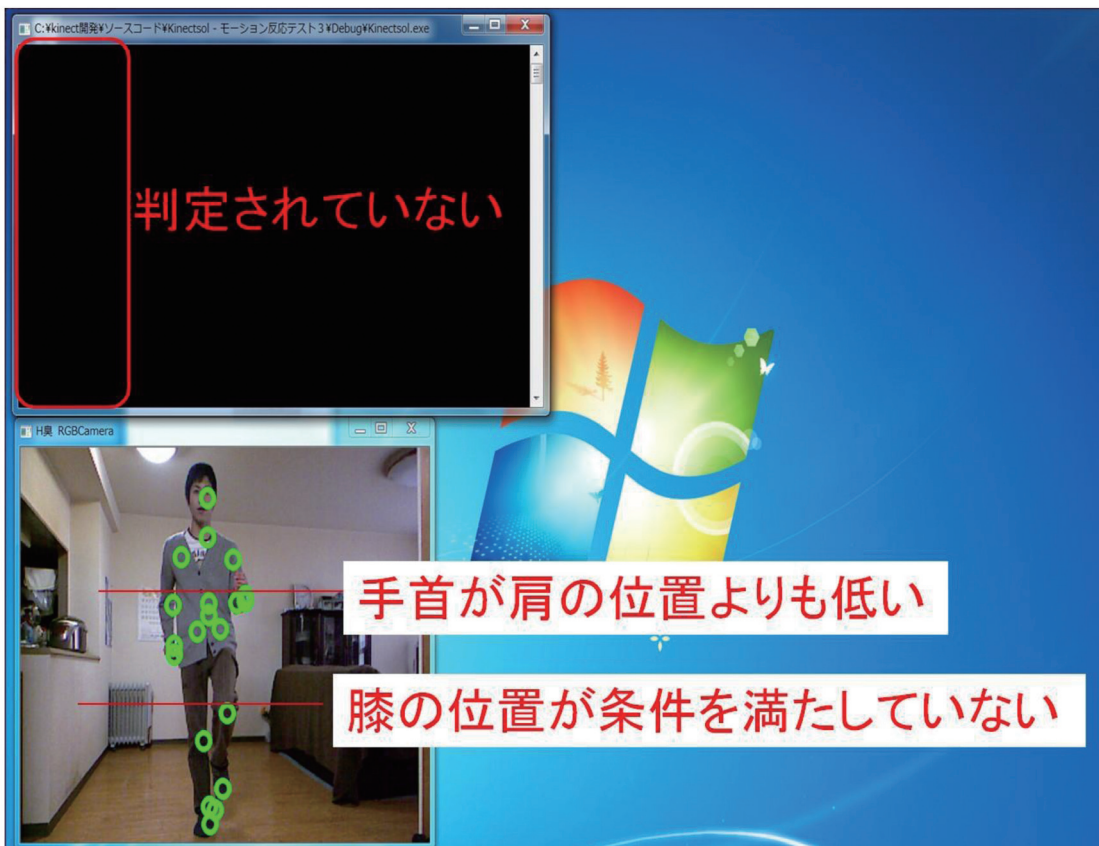 C:¥kinect開発¥ソースコード¥Kinectsol - モーション反応テスト3¥Debug¥Kinectsol.exe
判定されていない
H臭 RGBCamera
手首が肩の位置よりも低い
膝の位置が条件を満たしていない